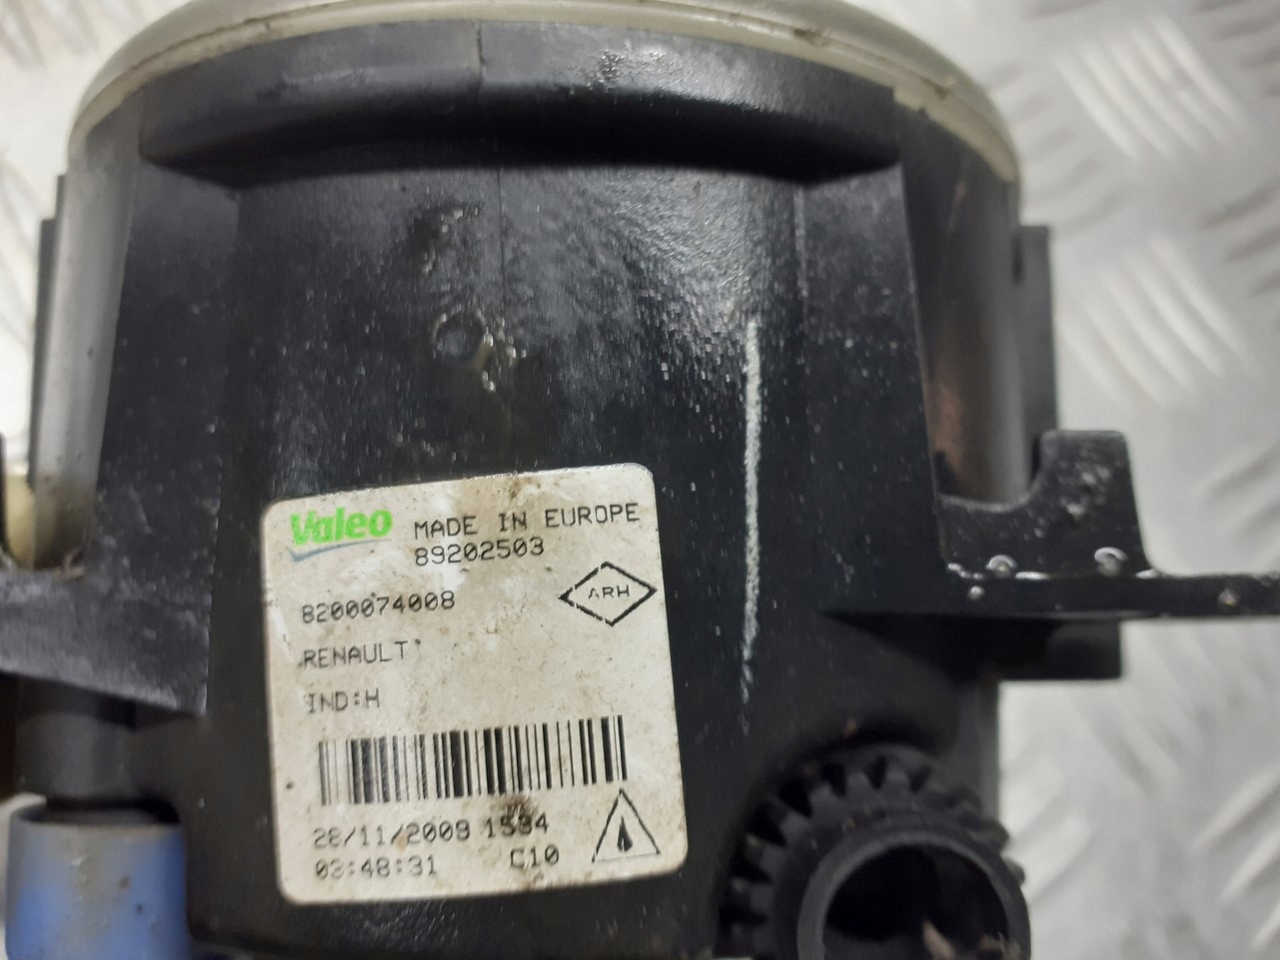 Valeo MADE IN EUROPE
89202503
8200074008
ARH
RENAULT
IND:H
28/11/2009 1534
03:48:31 C10